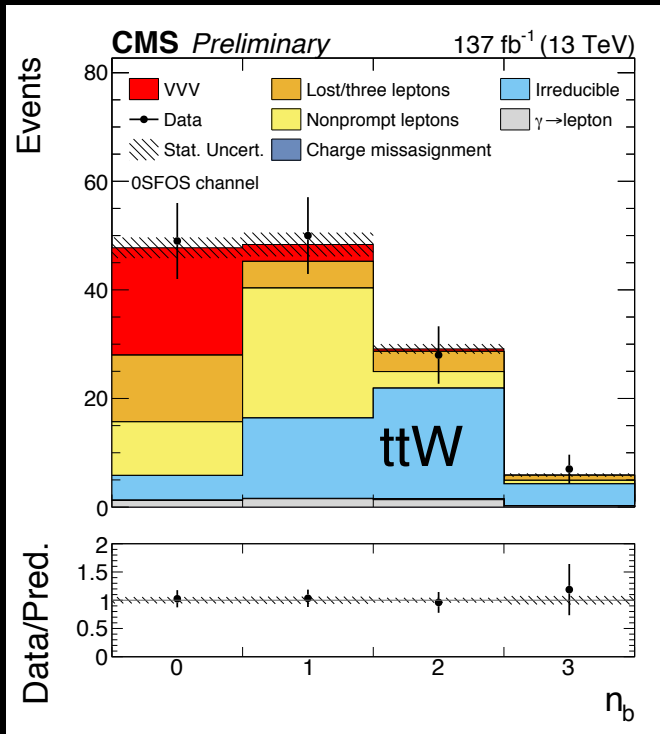 CMS Preliminary 137 fb⁻¹ (13 TeV)
Events
80
VVV Lost/three leptons Irreducible
Data Nonprompt leptons γ→lepton
Stat. Uncert. Charge missasignment
0SFOS channel
60
40
20
ttW
0
Data/Pred.
2
1.5
1
0.5
0
0 1 2 3
n_b